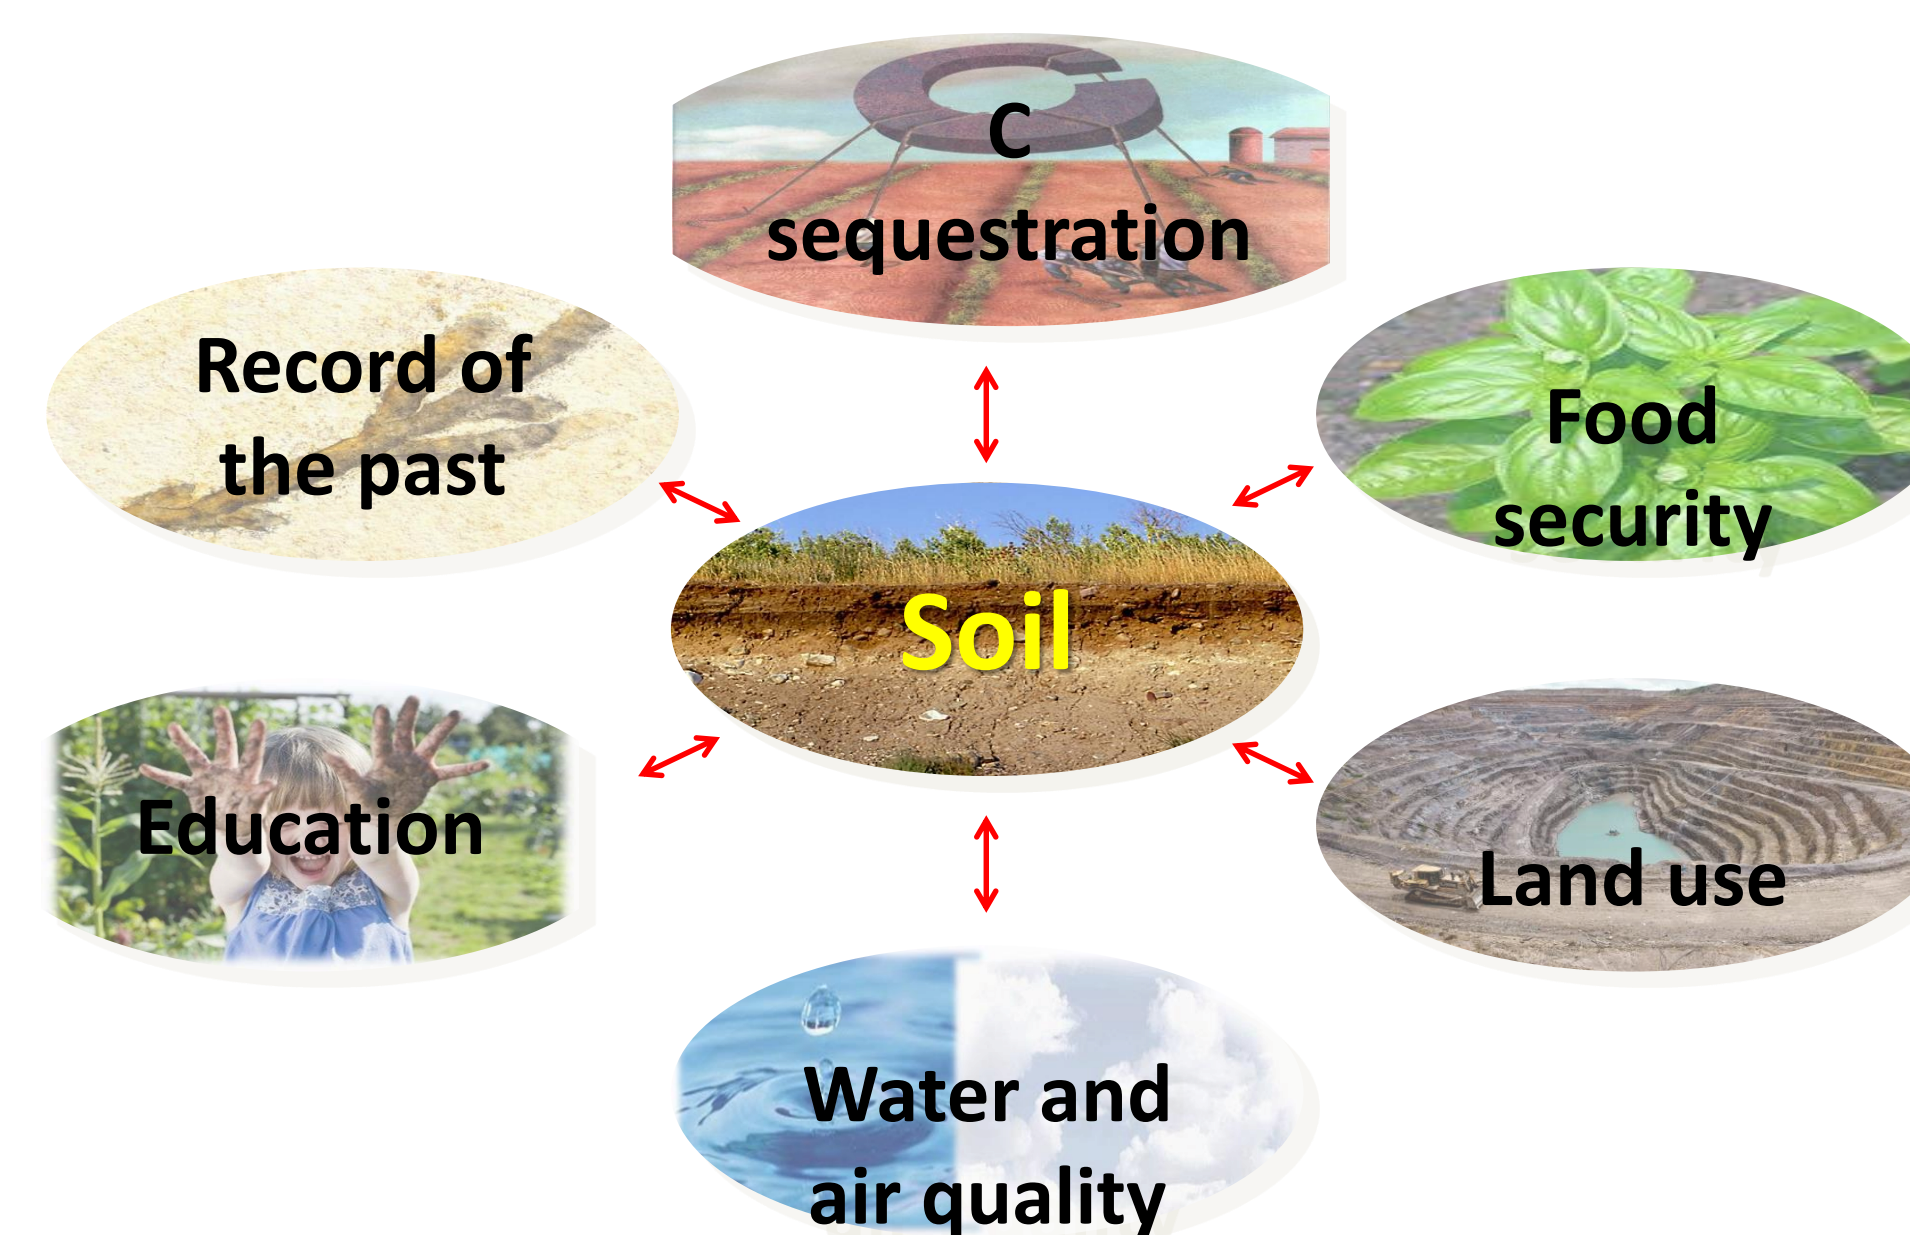 C
sequestration
Record of
the past
Food
security
Soil
Education
Land use
Water and
air quality